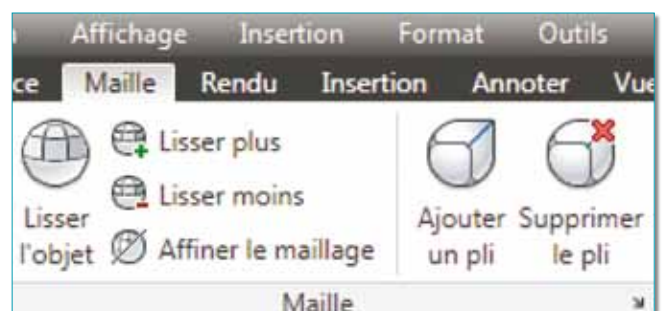 Affichage Insertion Format Outils
Maille Rendu Insertion Annoter Vue
Lisser plus
Lisser moins
Affiner le maillage
Lisser
l'objet
Ajouter
un pli
Supprimer
le pli
Maille